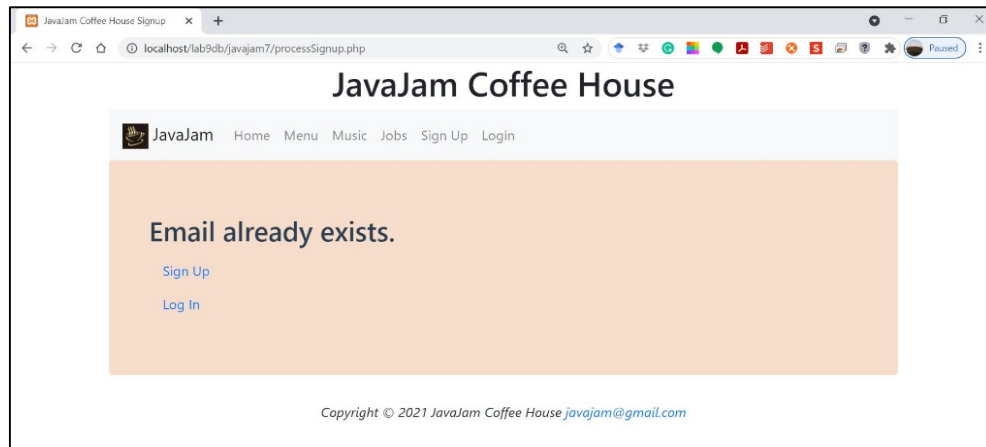 JavaJam Coffee House Signup
localhost/lab9db/javajam7/processSignup.php
Paused
JavaJam Coffee House
JavaJam Home Menu Music Jobs Sign Up Login
Email already exists.
Sign Up
Log In
Copyright © 2021 JavaJam Coffee House javajam@gmail.com